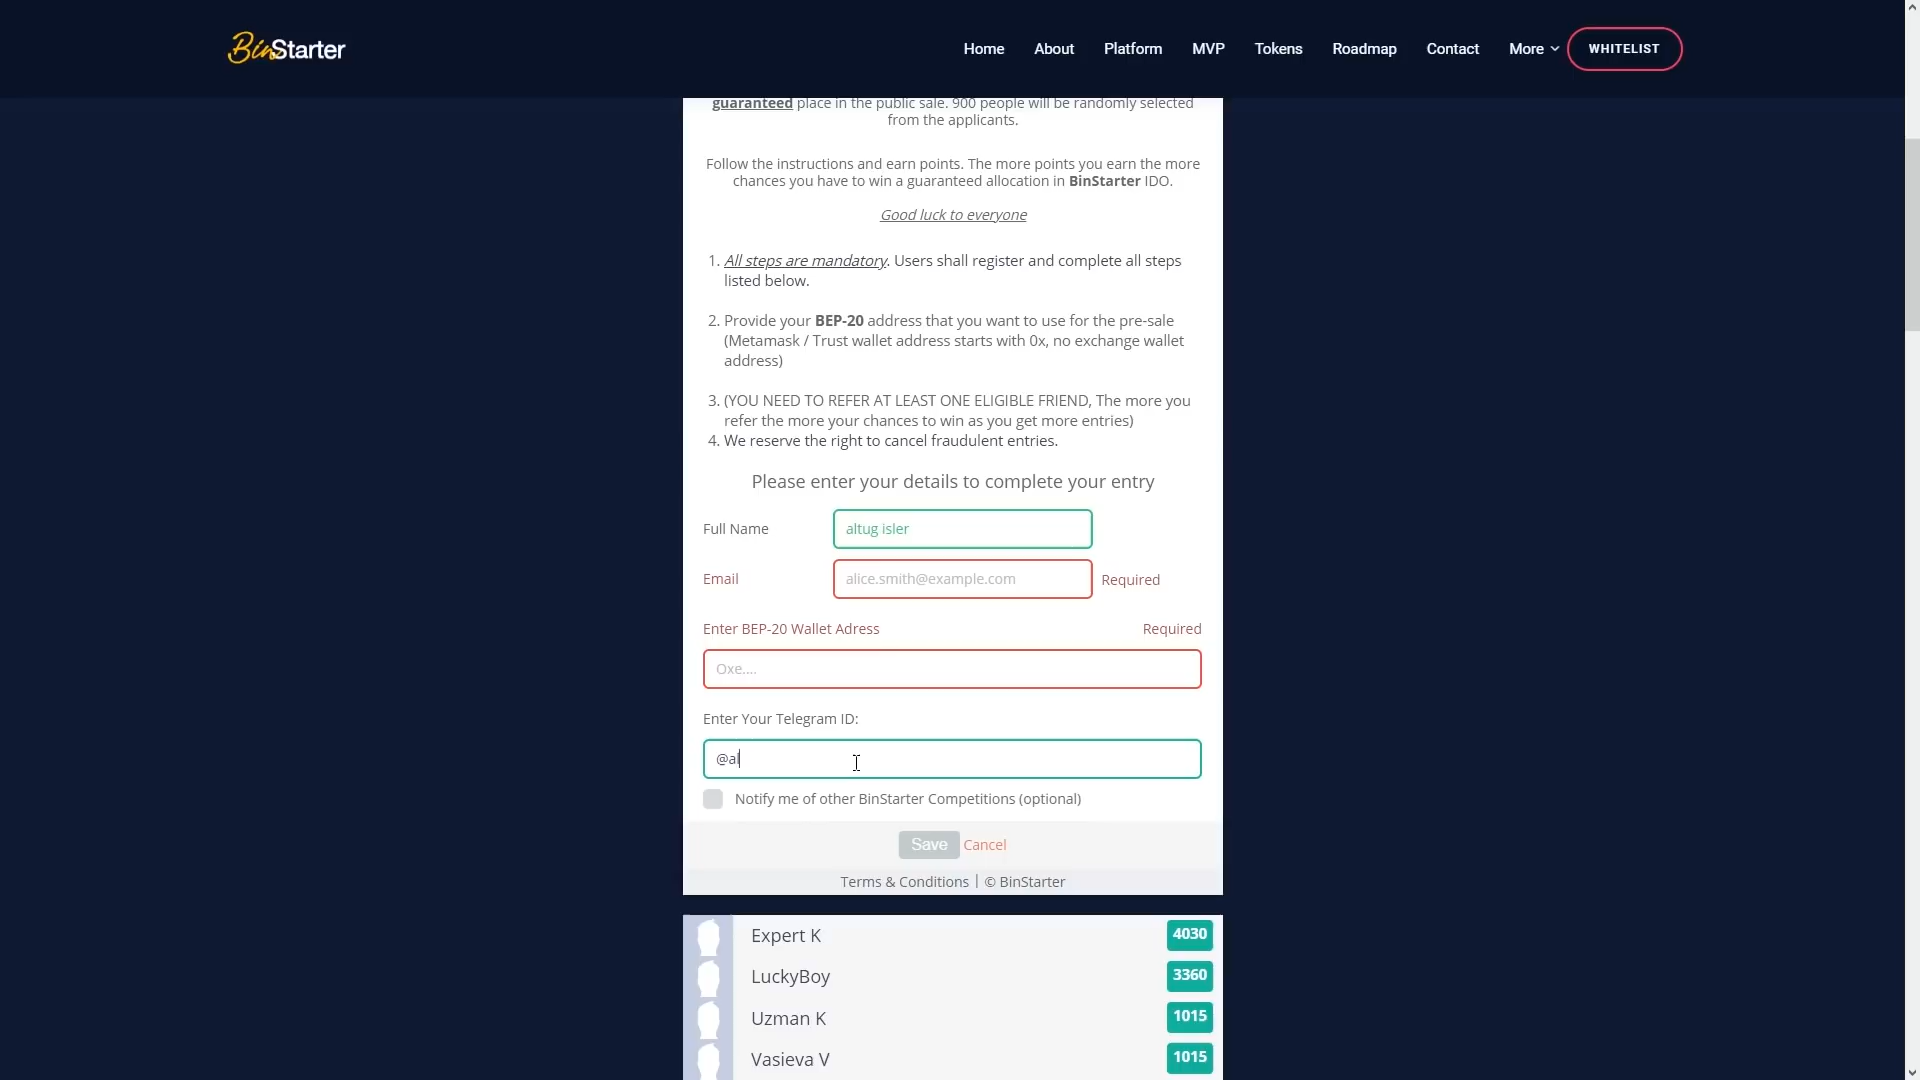 BinStarter
Home About Platform MVP Tokens Roadmap Contact More WHITELIST
guaranteed place in the public sale. 900 people will be randomly selected
from the applicants.
Follow the instructions and earn points. The more points you earn the more
chances you have to win a guaranteed allocation in BinStarter IDO.
Good luck to everyone
1. All steps are mandatory. Users shall register and complete all steps
listed below.
2. Provide your BEP-20 address that you want to use for the pre-sale
(Metamask / Trust wallet address starts with 0x, no exchange wallet
address)
3. (YOU NEED TO REFER AT LEAST ONE ELIGIBLE FRIEND, The more you
refer the more your chances to win as you get more entries)
4. We reserve the right to cancel fraudulent entries.
Please enter your details to complete your entry
Full Name altug isler
Email alice.smith@example.com Required
Enter BEP-20 Wallet Adress Required
Oxe....
Enter Your Telegram ID:
@al
Notify me of other BinStarter Competitions (optional)
Save Cancel
Terms & Conditions | © BinStarter
Expert K 4030
LuckyBoy 3360
Uzman K 1015
Vasieva V 1015